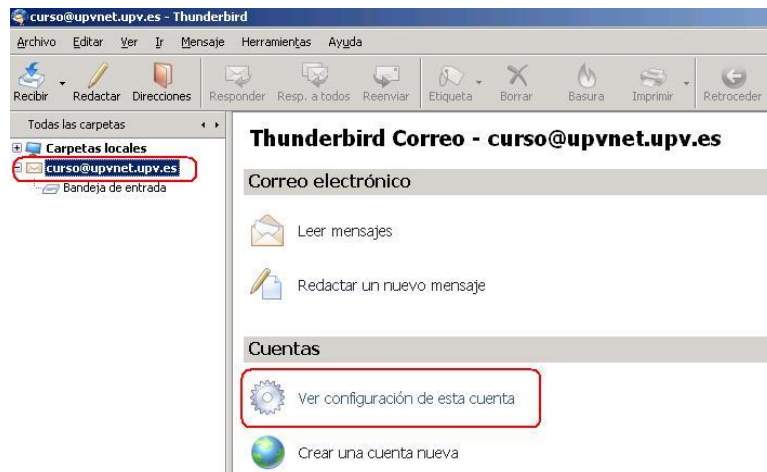 curso@upvnet.upv.es - Thunderbird
Archivo Editar Ver Ir Mensaje Herramientas Ayuda
Recibir Redactar Direcciones Responder Resp. a todos Reenviar Etiqueta Borrar Basura Imprimir Retroceder
Todas las carpetas
Carpetas locales
curso@upvnet.upv.es
Bandeja de entrada
Thunderbird Correo - curso@upvnet.upv.es
Correo electrónico
Leer mensajes
Redactar un nuevo mensaje
Cuentas
Ver configuración de esta cuenta
Crear una cuenta nueva